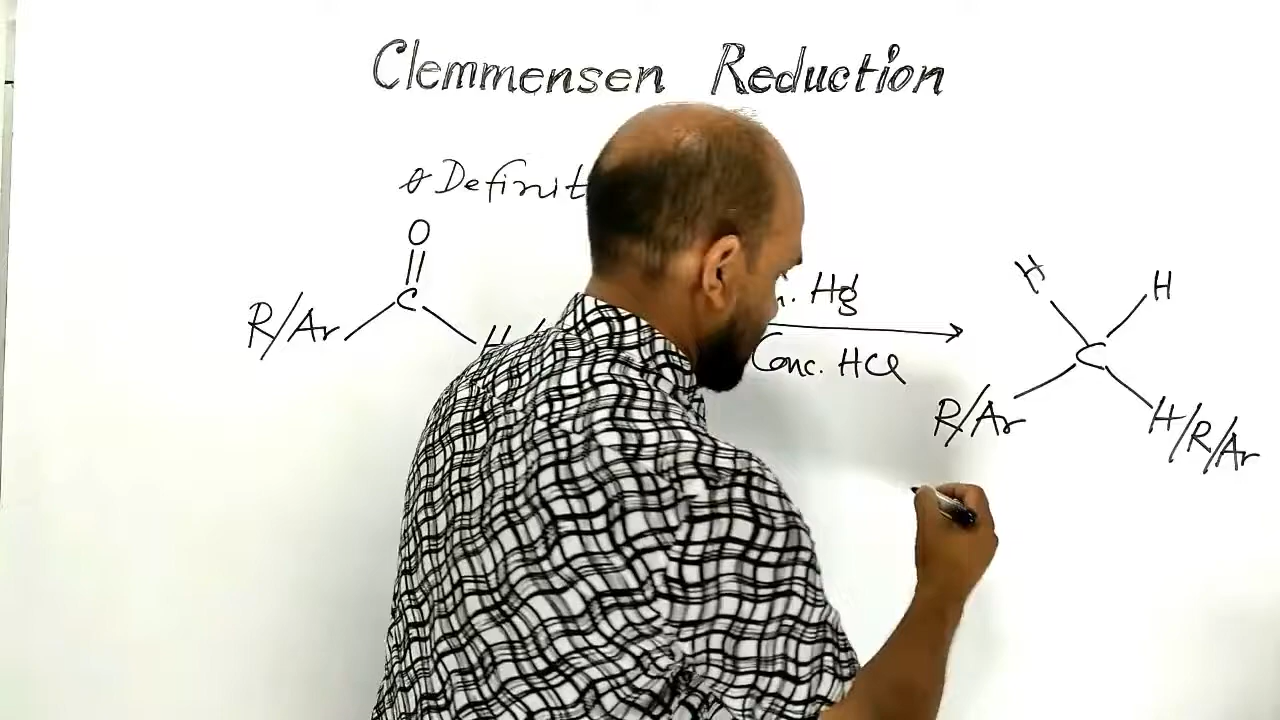 Clemmensen Reduction
Definit
O
C
R/Ar
H/
. Hg
Conc. HCl
H
H
C
R/Ar
H/R/Ar